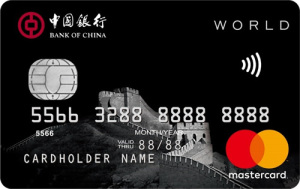 中国银行
BANK OF CHINA
WORLD
5566 3288 8888 8888
5566
MONTH/YEAR
VALID THRU
88/88
CARDHOLDER NAME
mastercard